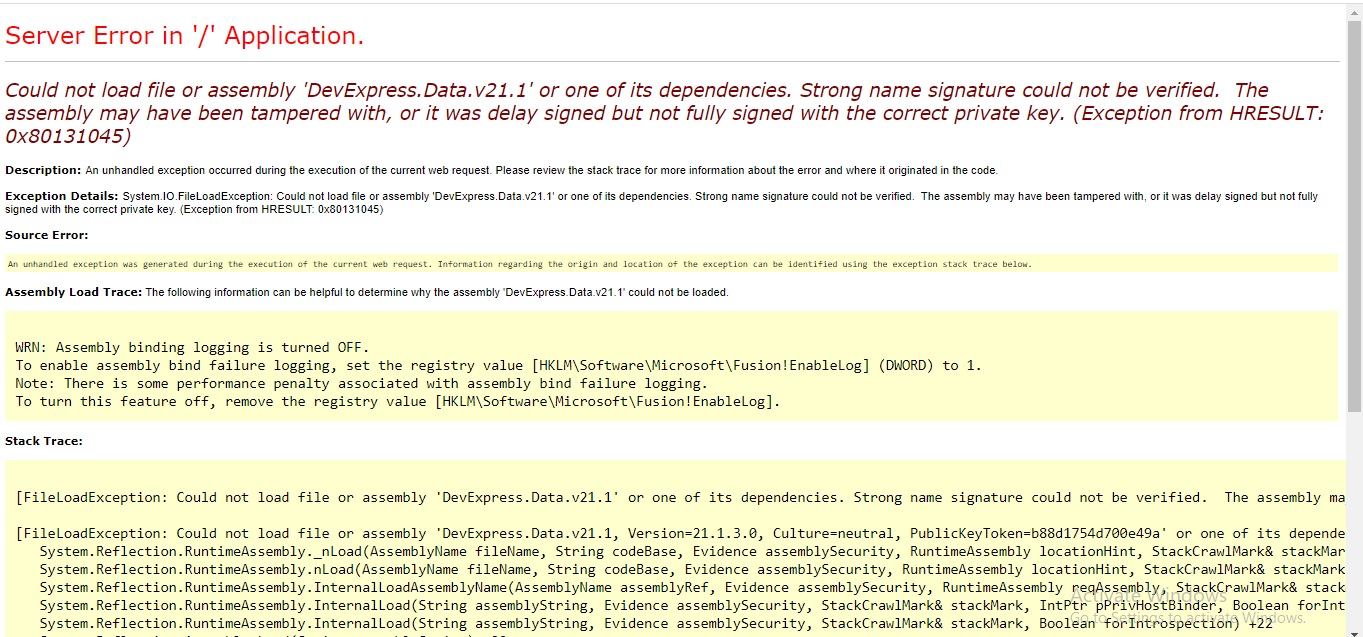 Server Error in '/' Application.
Could not load file or assembly 'DevExpress.Data.v21.1' or one of its dependencies. Strong name signature could not be verified.  The
assembly may have been tampered with, or it was delay signed but not fully signed with the correct private key. (Exception from HRESULT:
0x80131045)
Description: An unhandled exception occurred during the execution of the current web request. Please review the stack trace for more information about the error and where it originated in the code.
Exception Details: System.IO.FileLoadException: Could not load file or assembly 'DevExpress.Data.v21.1' or one of its dependencies. Strong name signature could not be verified.  The assembly may have been tampered with, or it was delay signed but not fully
signed with the correct private key. (Exception from HRESULT: 0x80131045)
Source Error:
An unhandled exception was generated during the execution of the current web request. Information regarding the origin and location of the exception can be identified using the exception stack trace below.
Assembly Load Trace: The following information can be helpful to determine why the assembly 'DevExpress.Data.v21.1' could not be loaded.
WRN: Assembly binding logging is turned OFF.
To enable assembly bind failure logging, set the registry value [HKLM\Software\Microsoft\Fusion!EnableLog] (DWORD) to 1.
Note: There is some performance penalty associated with assembly bind failure logging.
To turn this feature off, remove the registry value [HKLM\Software\Microsoft\Fusion!EnableLog].
Stack Trace:
[FileLoadException: Could not load file or assembly 'DevExpress.Data.v21.1' or one of its dependencies. Strong name signature could not be verified.  The assembly ma
[FileLoadException: Could not load file or assembly 'DevExpress.Data.v21.1, Version=21.1.3.0, Culture=neutral, PublicKeyToken=b88d1754d700e49a' or one of its depende
System.Reflection.RuntimeAssembly._nLoad(AssemblyName fileName, String codeBase, Evidence assemblySecurity, RuntimeAssembly locationHint, StackCrawlMark& stackMar
System.Reflection.RuntimeAssembly.nLoad(AssemblyName fileName, String codeBase, Evidence assemblySecurity, RuntimeAssembly locationHint, StackCrawlMark& stackMark
System.Reflection.RuntimeAssembly.InternalLoadAssemblyName(AssemblyName assemblyRef, Evidence assemblySecurity, RuntimeAssembly reqAssembly, StackCrawlMark& stack
System.Reflection.RuntimeAssembly.InternalLoad(String assemblyString, Evidence assemblySecurity, StackCrawlMark& stackMark, IntPtr pPrivHostBinder, Boolean forInt
System.Reflection.RuntimeAssembly.InternalLoad(String assemblyString, Evidence assemblySecurity, StackCrawlMark& stackMark, Boolean forIntrospection) +22
Activate Windows
Go to Settings to activate Windows.